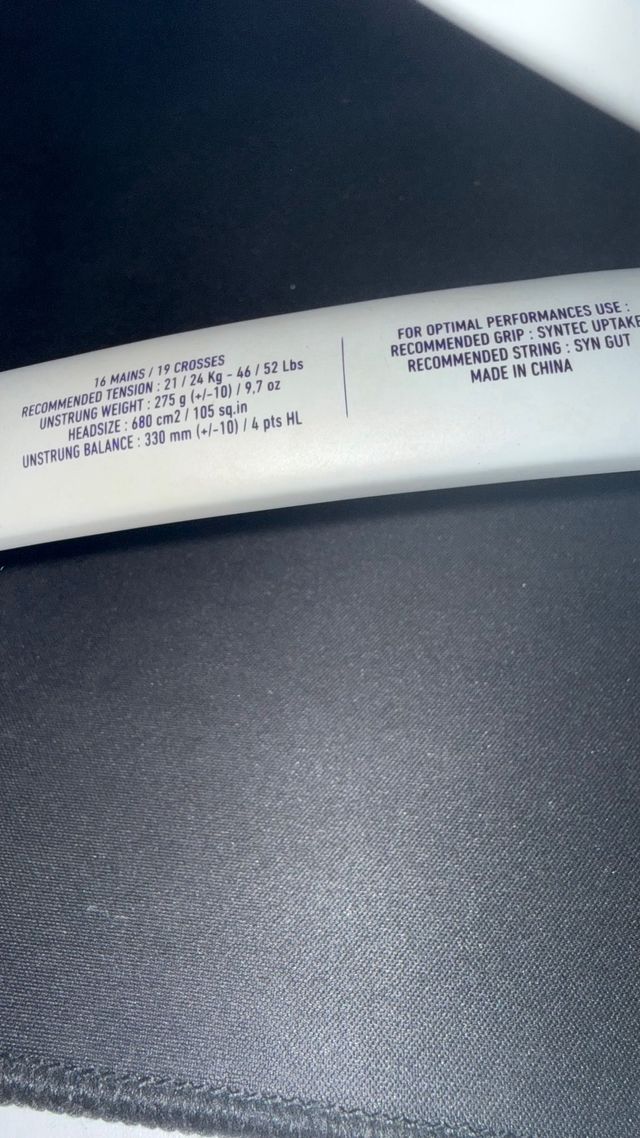 16 MAINS / 19 CROSSES
RECOMMENDED TENSION : 21 / 24 Kg - 46 / 52 Lbs
UNSTRUNG WEIGHT : 275 g (+/-10) / 9,7 oz
HEADSIZE : 680 cm2 / 105 sq.in
UNSTRUNG BALANCE : 330 mm (+/-10) / 4 pts HL
FOR OPTIMAL PERFORMANCES USE :
RECOMMENDED GRIP : SYNTEC UPTAKE
RECOMMENDED STRING : SYN GUT
MADE IN CHINA